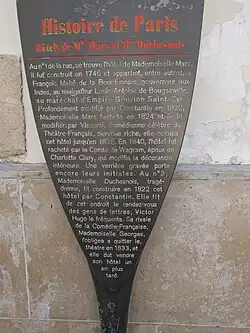 Histoire de Paris
Hôtels de Mlle Mars et Mlle Duchesnois
Au n°1 de la rue, se trouve l'hôtel de Mademoiselle Mars.
Il fut construit en 1745 et appartint, entre autres, à
François Mahé de la Bourdonnais, gouverneur aux
Indes, au navigateur Louis-Antoine de Bougainville,
au maréchal d'Empire Gouvion Saint-Cyr
Profondément modifié par Constantin en 1822,
Mademoiselle Mars l'acheta en 1824 et le fit
modifier par Visconti. Comédienne célèbre du
Théâtre-Français, devenue riche, elle occupa
cet hôtel jusqu'en 1838. En 1840, l'hôtel fut
racheté par le Comte de Wagram, époux de
Charlotte Clary, qui modifia la décoration
intérieure. Une verrière gravée porte
encore leurs initiales. Au n°3,
Mademoiselle Duchesnois, tragé-
dienne, fit construire en 1822 cet
hôtel par Constantin. Elle fit
de cet endroit le rendez-vous
des gens de lettres; Victor
Hugo le fréquenta. Sa rivale
de la Comédie-Française,
Mademoiselle Georges,
l'obligea à quitter le
théâtre en 1833, et
elle dut vendre
son hôtel un
an plus
tard.